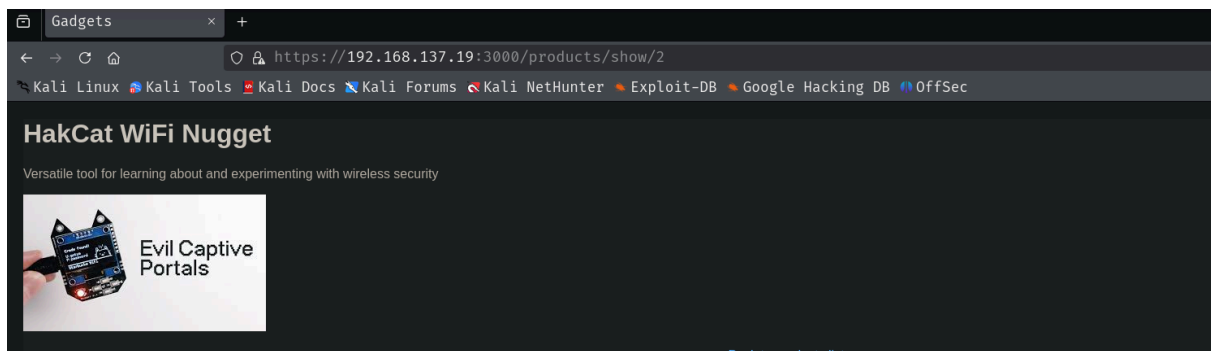 Gadgets × +
https://192.168.137.19:3000/products/show/2
Kali Linux Kali Tools Kali Docs Kali Forums Kali NetHunter Exploit-DB Google Hacking DB OffSec
HakCat WiFi Nugget
Versatile tool for learning about and experimenting with wireless security
Evil Captive
Portals